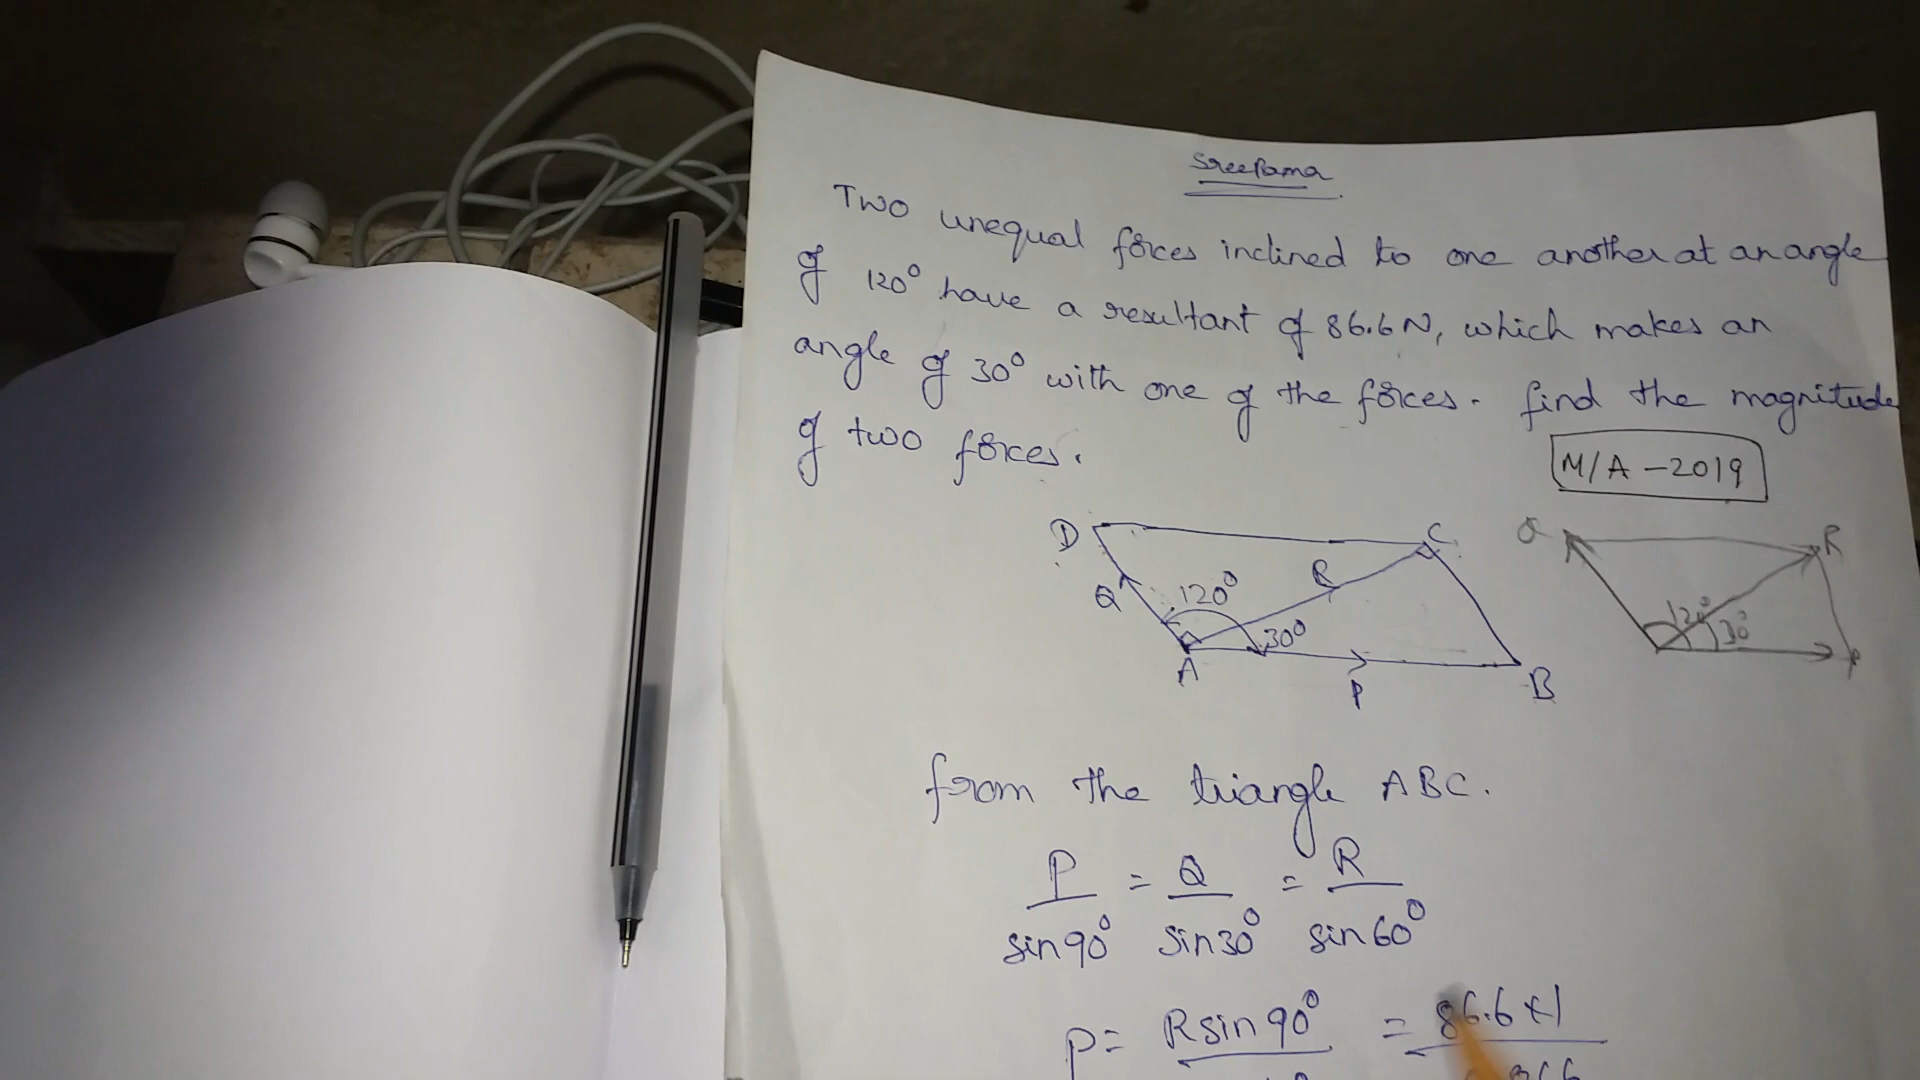 SreeRama
Two unequal forces inclined to one another at an angle
of 120° have a resultant of 86.6N, which makes an
angle of 30° with one of the forces. find the magnitude
of two forces.
M/A - 2019
D C Q R
Q 120° R 120° 30°
30°
A P B P
from the triangle ABC.
P/sin90° = Q/sin30° = R/sin60°
P = Rsin90° = 86.6×1